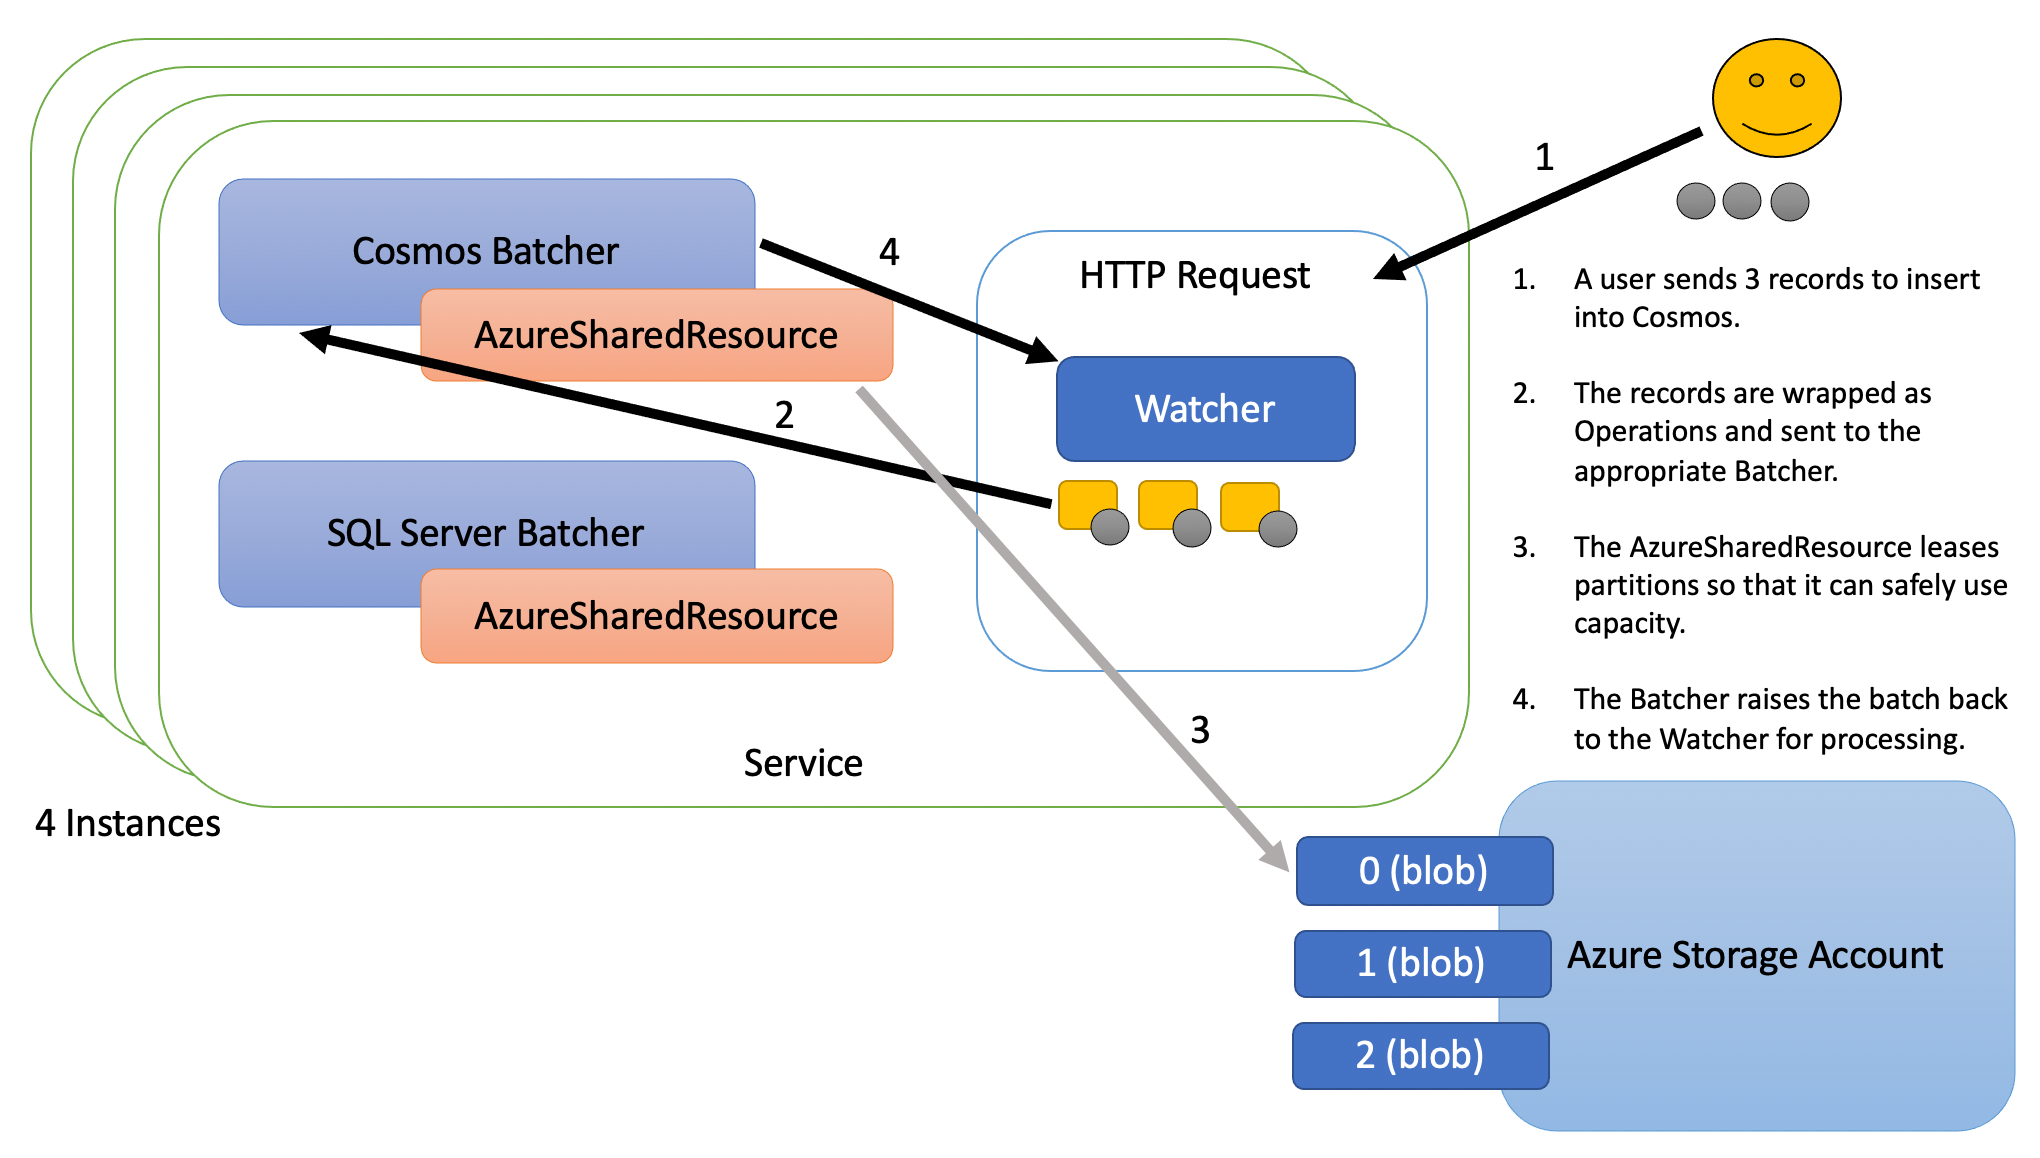 1
Cosmos Batcher
4
HTTP Request
AzureSharedResource
2
Watcher
SQL Server Batcher
AzureSharedResource
3
Service
4 Instances
1. A user sends 3 records to insert
into Cosmos.
2. The records are wrapped as
Operations and sent to the
appropriate Batcher.
3. The AzureSharedResource leases
partitions so that it can safely use
capacity.
4. The Batcher raises the batch back
to the Watcher for processing.
0 (blob)
1 (blob)
Azure Storage Account
2 (blob)